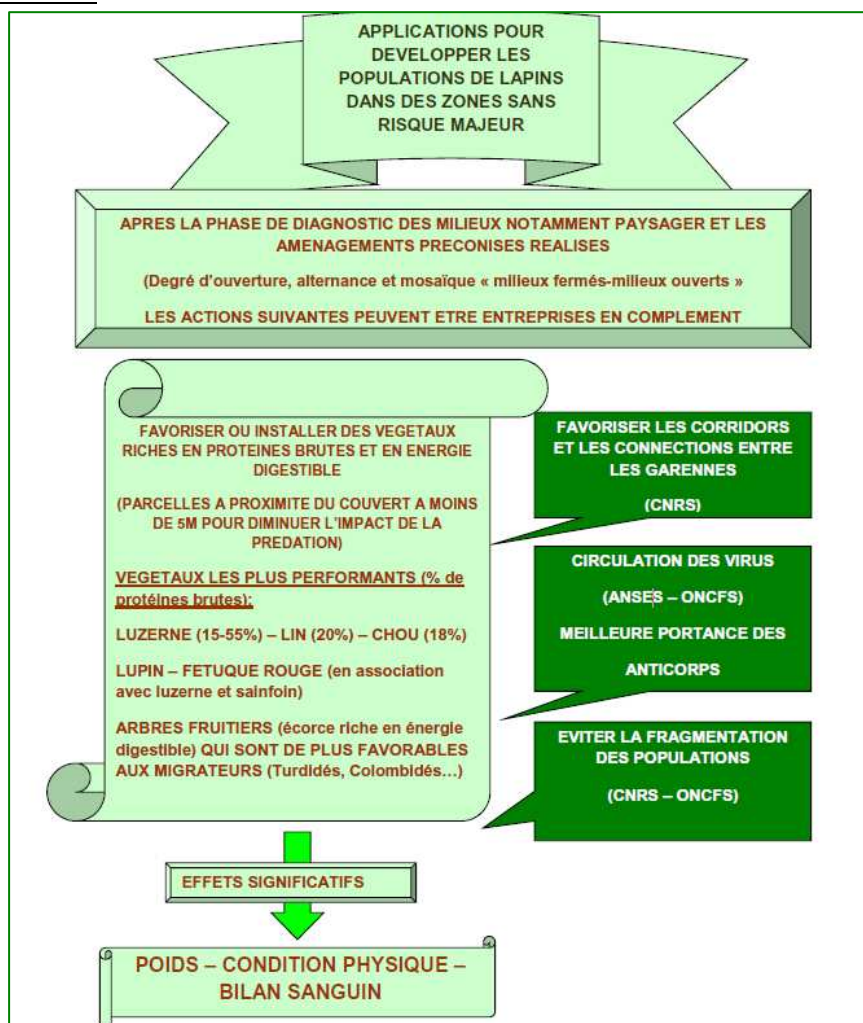 APPLICATIONS POUR
DEVELOPPER LES
POPULATIONS DE LAPINS
DANS DES ZONES SANS
RISQUE MAJEUR
APRES LA PHASE DE DIAGNOSTIC DES MILIEUX NOTAMMENT PAYSAGER ET LES
AMENAGEMENTS PRECONISES REALISES
(Degré d'ouverture, alternance et mosaïque « milieux fermés-milieux ouverts »
LES ACTIONS SUIVANTES PEUVENT ETRE ENTREPRISES EN COMPLEMENT
FAVORISER OU INSTALLER DES VEGETAUX
RICHES EN PROTEINES BRUTES ET EN ENERGIE
DIGESTIBLE
(PARCELLES A PROXIMITE DU COUVERT A MOINS
DE 5M POUR DIMINUER L'IMPACT DE LA
PREDATION)
VEGETAUX LES PLUS PERFORMANTS (% de
protéines brutes):
LUZERNE (15-55%) – LIN (20%) – CHOU (18%)
LUPIN – FETUQUE ROUGE (en association
avec luzerne et sainfoin)
ARBRES FRUITIERS (écorce riche en énergie
digestible) QUI SONT DE PLUS FAVORABLES
AUX MIGRATEURS (Turdidés, Colombidés…)
FAVORISER LES CORRIDORS
ET LES CONNECTIONS ENTRE
LES GARENNES
(CNRS)
CIRCULATION DES VIRUS
(ANSES – ONCFS)
MEILLEURE PORTANCE DES
ANTICORPS
EVITER LA FRAGMENTATION
DES POPULATIONS
(CNRS – ONCFS)
EFFETS SIGNIFICATIFS
POIDS – CONDITION PHYSIQUE –
BILAN SANGUIN